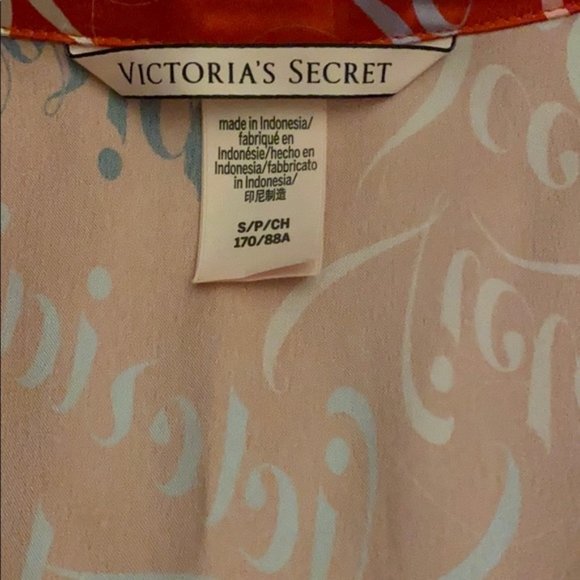 VICTORIA'S SECRET
made in Indonesia/
fabriqué en
Indonésie/hecho en
Indonesia/fabbricato
in Indonesia/
印尼制造
S/P/CH
170/88A